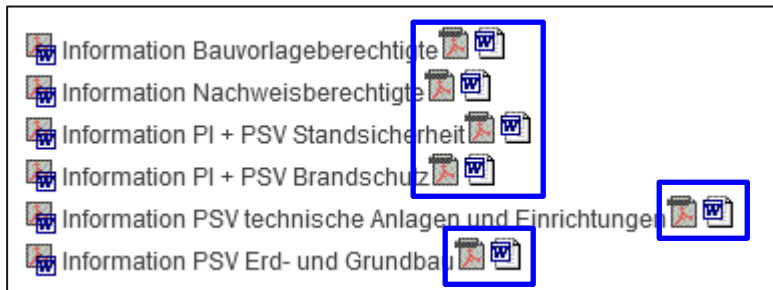 Information Bauvorlageberechtigte
Information Nachweisberechtigte
Information PI + PSV Standsicherheit
Information PI + PSV Brandschutz
Information PSV technische Anlagen und Einrichtungen
Information PSV Erd- und Grundbau